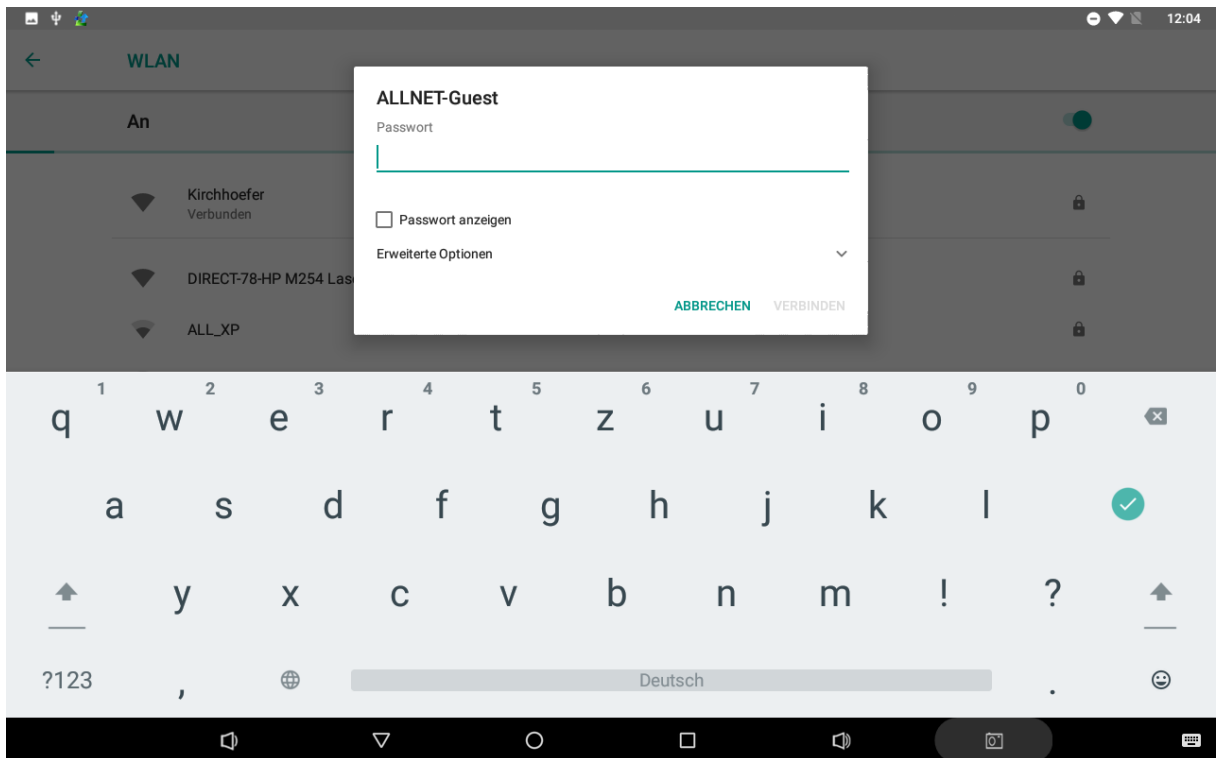 12:04
WLAN
An
Kirchhoefer
Verbunden
DIRECT-78-HP M254 Las
ALL_XP
ALLNET-Guest
Passwort
Passwort anzeigen
Erweiterte Optionen
ABBRECHEN VERBINDEN
1 2 3 4 5 6 7 8 9 0
q w e r t z u i o p
a s d f g h j k l
y x c v b n m ! ?
?123 , Deutsch .